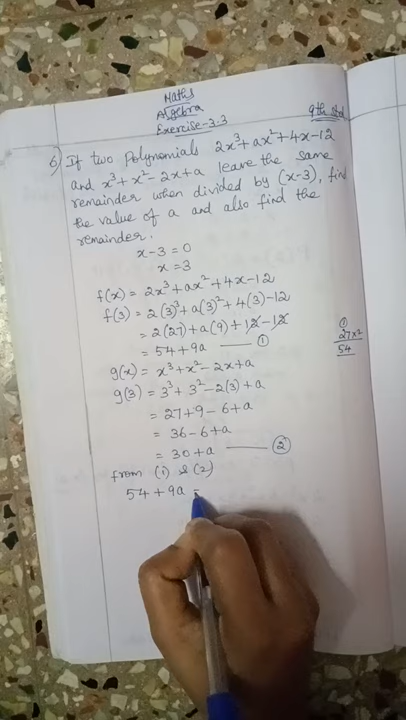 Maths
Algebra
Exercise-3.3
9th std
6) If two polynomials 2x³+ax²+4x-12
and x³+x²-2x+a leave the same
remainder when divided by (x-3), find
the value of a and also find the
remainder.
x-3=0
x=3
f(x) = 2x³+ax²+4x-12
f(3) = 2(3)³+a(3)²+4(3)-12
= 2(27)+a(9)+12-12
= 54+9a —— ①
①
27x2
54
g(x) = x³+x²-2x+a
g(3) = 3³+3²-2(3)+a
= 27+9-6+a
= 36-6+a
= 30+a —— ②
from (1) & (2)
54+9a =